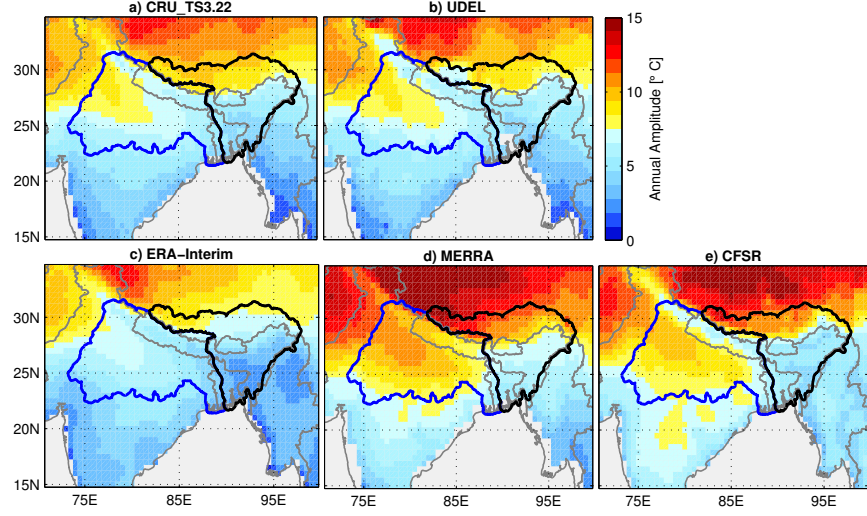 a) CRU_TS3.22
b) UDEL
30N
25N
20N
15N
15
10
5
0
Annual Amplitude [° C]
c) ERA−Interim
d) MERRA
e) CFSR
30N
25N
20N
15N
75E 85E 95E
75E 85E 95E
75E 85E 95E